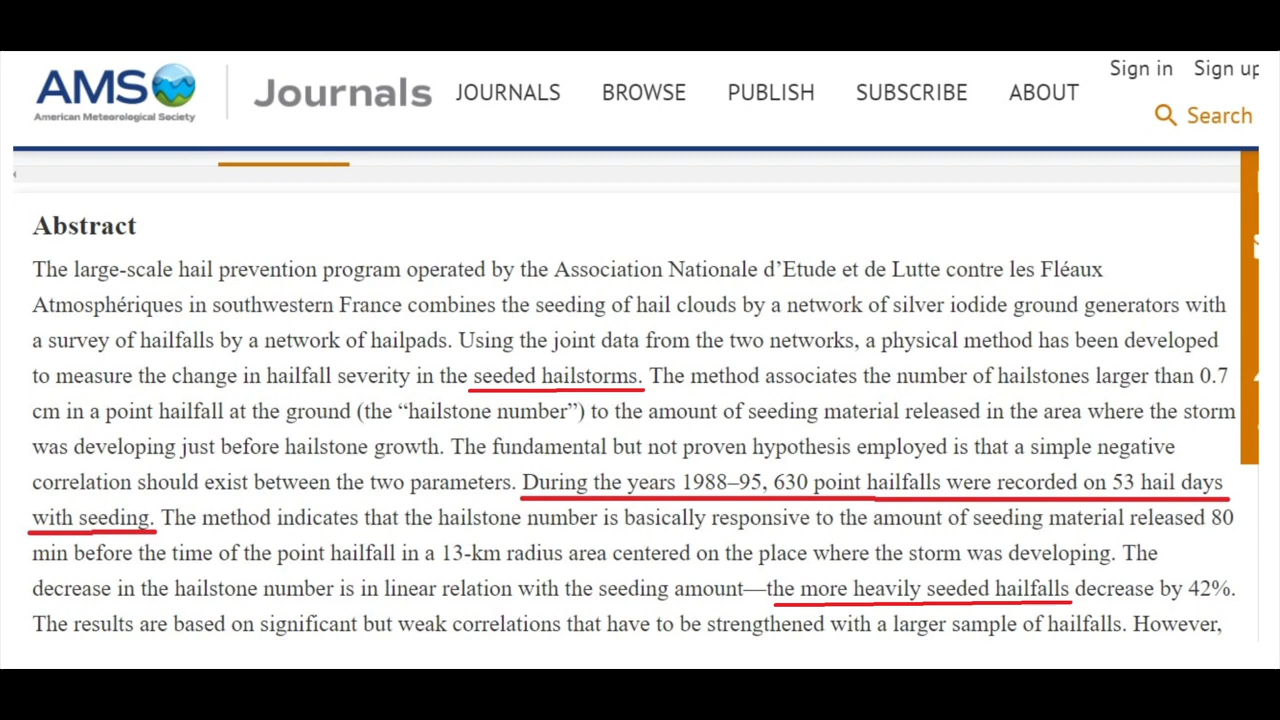 AMS
American Meteorological Society
Journals
JOURNALS BROWSE PUBLISH SUBSCRIBE ABOUT
Sign in Sign up
Search
Abstract
The large-scale hail prevention program operated by the Association Nationale d’Etude et de Lutte contre les Fléaux
Atmosphériques in southwestern France combines the seeding of hail clouds by a network of silver iodide ground generators with
a survey of hailfalls by a network of hailpads. Using the joint data from the two networks, a physical method has been developed
to measure the change in hailfall severity in the seeded hailstorms. The method associates the number of hailstones larger than 0.7
cm in a point hailfall at the ground (the “hailstone number”) to the amount of seeding material released in the area where the storm
was developing just before hailstone growth. The fundamental but not proven hypothesis employed is that a simple negative
correlation should exist between the two parameters. During the years 1988–95, 630 point hailfalls were recorded on 53 hail days
with seeding. The method indicates that the hailstone number is basically responsive to the amount of seeding material released 80
min before the time of the point hailfall in a 13-km radius area centered on the place where the storm was developing. The
decrease in the hailstone number is in linear relation with the seeding amount—the more heavily seeded hailfalls decrease by 42%.
The results are based on significant but weak correlations that have to be strengthened with a larger sample of hailfalls. However,